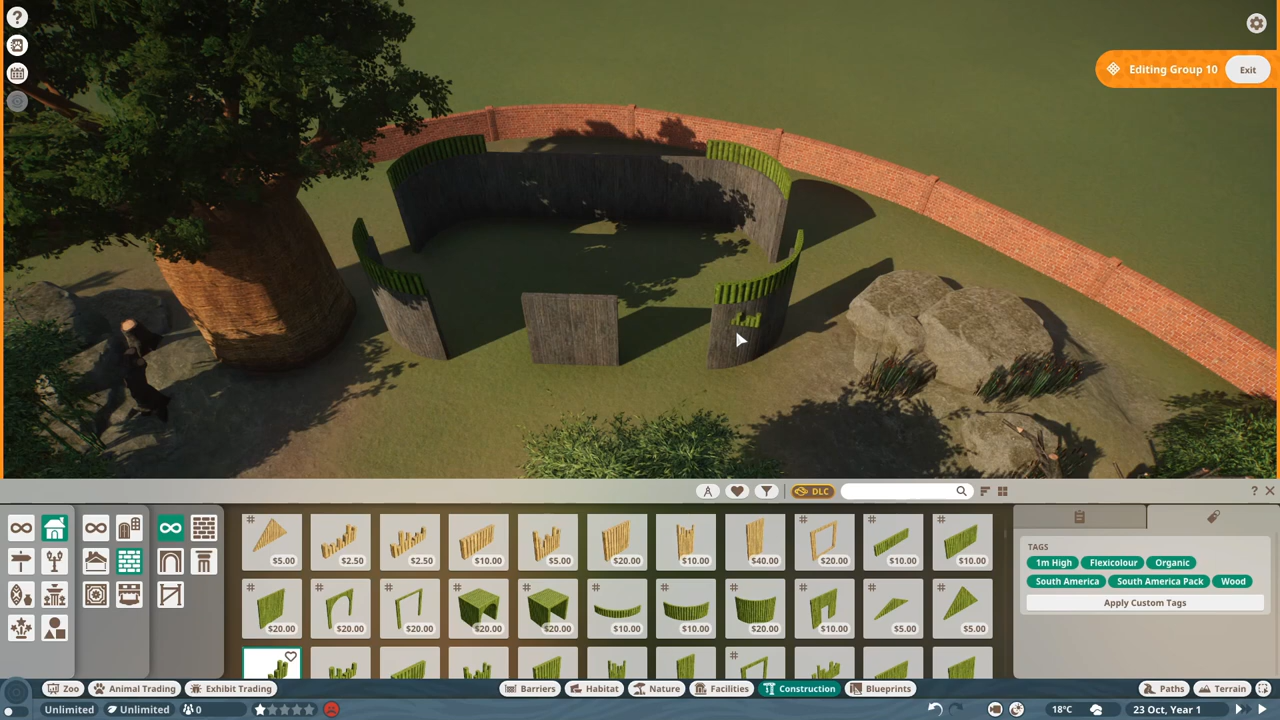 ?
Editing Group 10 Exit
DLC
? 
$5.00 $2.50 $2.50 $10.00 $5.00 $20.00 $10.00 $40.00 $20.00 $10.00 $10.00
$20.00 $20.00 $20.00 $20.00 $20.00 $10.00 $10.00 $20.00 $10.00 $5.00 $5.00
TAGS
1m High Flexicolour Organic
South America South America Pack Wood
Apply Custom Tags
Zoo Animal Trading Exhibit Trading Barriers Habitat Nature Facilities Construction Blueprints Paths Terrain
Unlimited Unlimited 0 18°C 23 Oct, Year 1